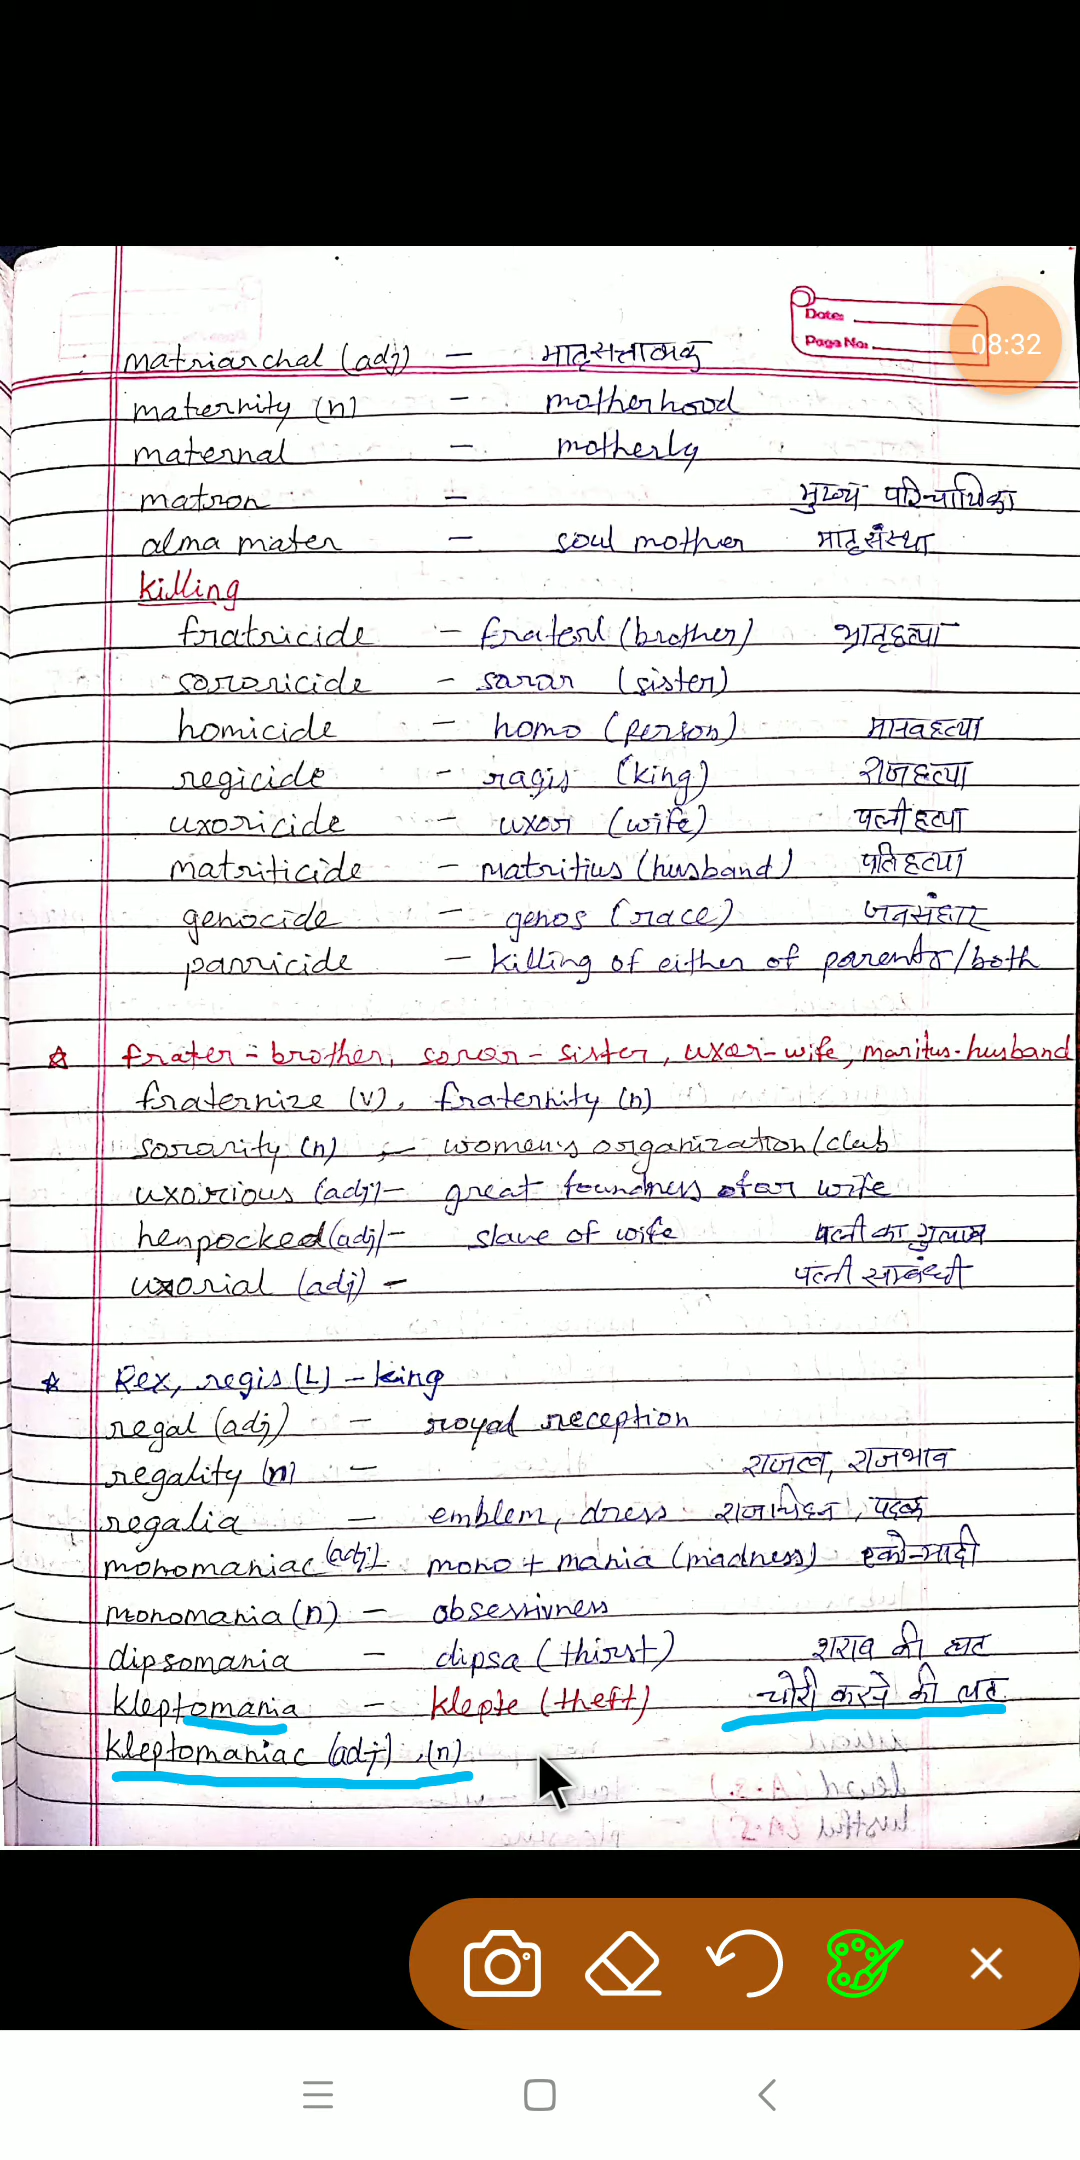 Date:
Page No:
08:32
matriarchal (adj) – मातृसत्तात्मक
maternity (n) – motherhood
maternal – motherly
matron – मुख्य परिचायिका
alma mater – soul mother मातृसंस्था
killing
fratricide – fraterl (brother) भ्रातृहत्या
sororicide – soror (sister)
homicide – homo (person) मानवहत्या
regicide – ragis (king) राजहत्या
uxoricide – uxor (wife) पत्नीहत्या
matriticide – matritius (husband) पतिहत्या
genocide – genos (race) जनसंहार
parricide – killing of either of parents/both
☆ frater = brother, soror – sister, uxor – wife, maritus - husband
fraternize (v), fraternity (n)
sorority (n) – women's organization/club
uxorious (adj) – great foundness of or wife
henpocked (adj) – slave of wife पत्नी का गुलाम
uxorial (adj) – पत्नी सम्बंधी
☆ Rex, regis (L) – king
regal (adj) – royal reception
regality (n) – राजत्व, राजभाव
regalia – emblem, dress राजचिह्न, पदक
monomaniac (adj) mono + mania (madness) एकोन्मादी
monomania (n) – obsessivness
dipsomania – dipsa (thirst) शराब की लत
kleptomania – klepte (theft) चोरी करने की लत
kleptomaniac (adj), (n)